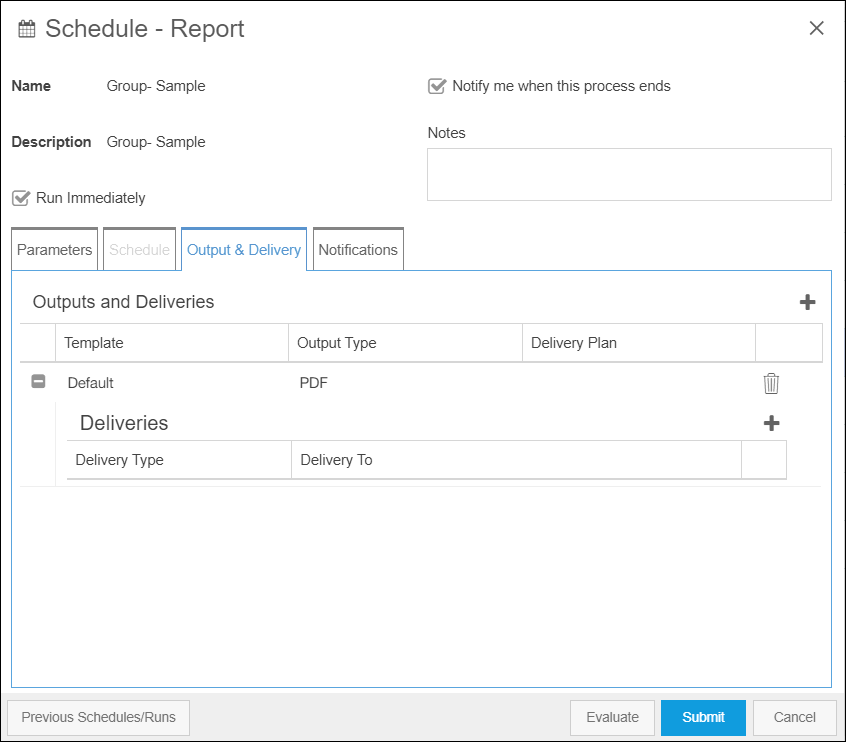 Schedule - Report
Name Group- Sample
Notify me when this process ends
Notes
Description Group- Sample
Run Immediately
Parameters Schedule Output & Delivery Notifications
Outputs and Deliveries
Template Output Type Delivery Plan
Default PDF
Deliveries
Delivery Type Delivery To
Previous Schedules/Runs Evaluate Submit Cancel